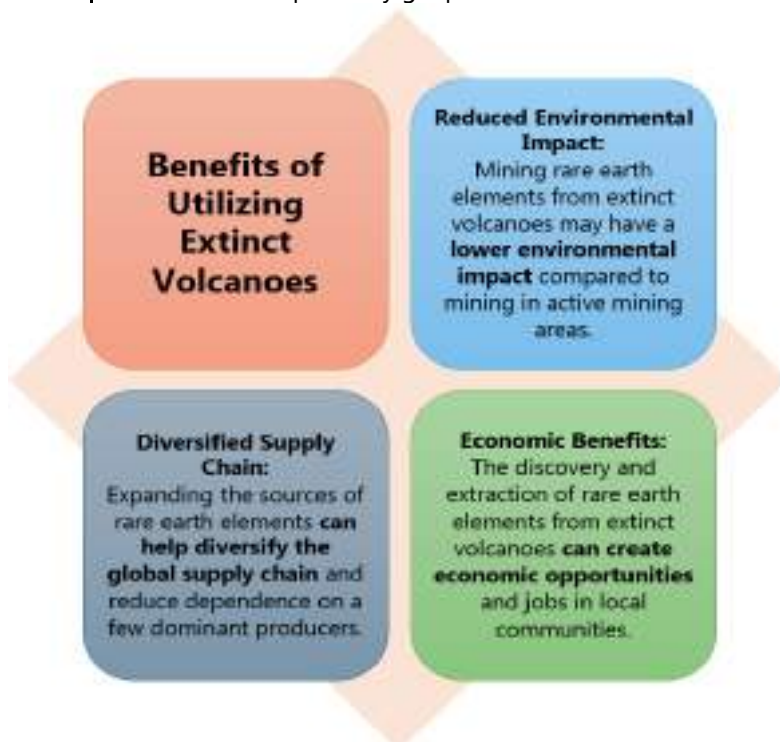 Benefits of
Utilizing
Extinct
Volcanoes
Reduced Environmental
Impact:
Mining rare earth
elements from extinct
volcanoes may have a
lower environmental
impact compared to
mining in active mining
areas.
Diversified Supply
Chain:
Expanding the sources of
rare earth elements can
help diversify the
global supply chain and
reduce dependence on a
few dominant producers.
Economic Benefits:
The discovery and
extraction of rare earth
elements from extinct
volcanoes can create
economic opportunities
and jobs in local
communities.